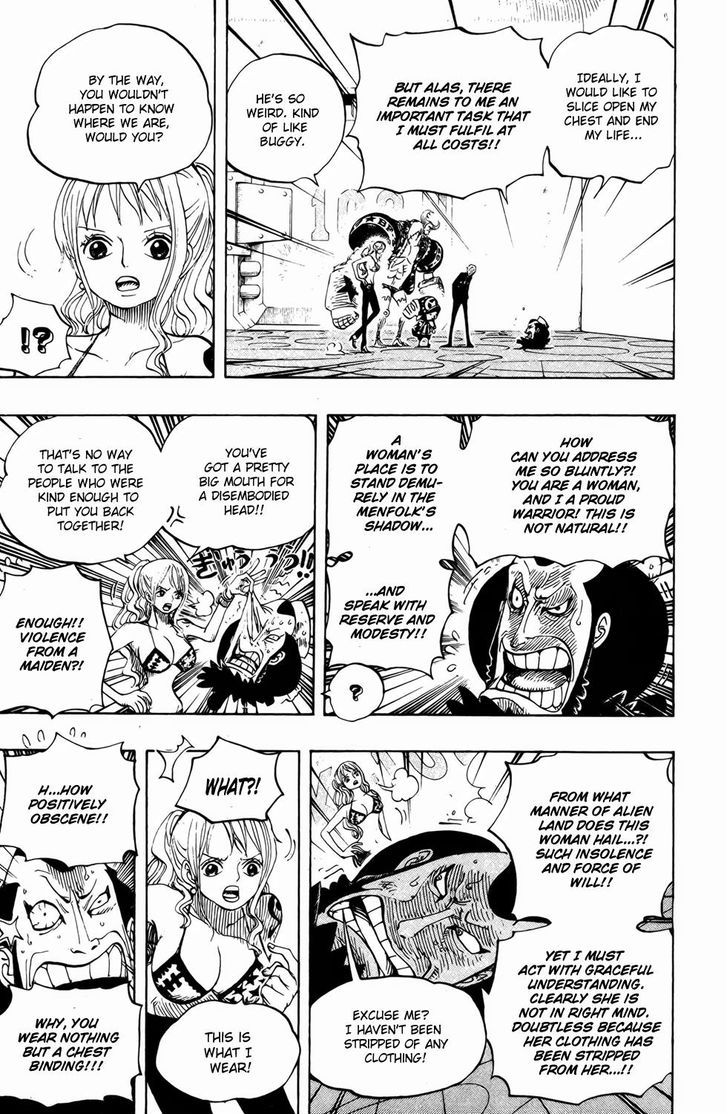 IDEALLY, I
WOULD LIKE TO
SLICE OPEN MY
CHEST AND END
MY LIFE...
BUT ALAS, THERE
REMAINS TO ME AN
IMPORTANT TASK THAT
I MUST FULFIL AT
ALL COSTS!!
HE'S SO
WEIRD. KIND
OF LIKE
BUGGY.
BY THE WAY,
YOU WOULDN'T
HAPPEN TO KNOW
WHERE WE ARE,
WOULD YOU?
!?
HOW
CAN YOU ADDRESS
ME SO BLUNTLY?!
YOU ARE A WOMAN,
AND I A PROUD
WARRIOR! THIS IS
NOT NATURAL!!
A
WOMAN'S
PLACE IS TO
STAND DEMU-
RELY IN THE
MENFOLK'S
SHADOW...
...AND
SPEAK WITH
RESERVE AND
MODESTY!!
?
YOU'VE
GOT A PRETTY
BIG MOUTH FOR
A DISEMBODIED
HEAD!!
THAT'S NO WAY
TO TALK TO THE
PEOPLE WHO WERE
KIND ENOUGH TO
PUT YOU BACK
TOGETHER!
ぎゅうううっ!!
ENOUGH!!
VIOLENCE
FROM A
MAIDEN?!
FROM WHAT
MANNER OF ALIEN
LAND DOES THIS
WOMAN HAIL...?!
SUCH INSOLENCE
AND FORCE OF
WILL!!
YET I MUST
ACT WITH GRACEFUL
UNDERSTANDING.
CLEARLY SHE IS
NOT IN RIGHT MIND.
DOUBTLESS BECAUSE
HER CLOTHING HAS
BEEN STRIPPED
FROM HER...!!
EXCUSE ME?
I HAVEN'T BEEN
STRIPPED OF ANY
CLOTHING!
WHAT?!
THIS IS
WHAT I
WEAR!
H...HOW
POSITIVELY
OBSCENE!!
WHY, YOU
WEAR NOTHING
BUT A CHEST
BINDING!!!